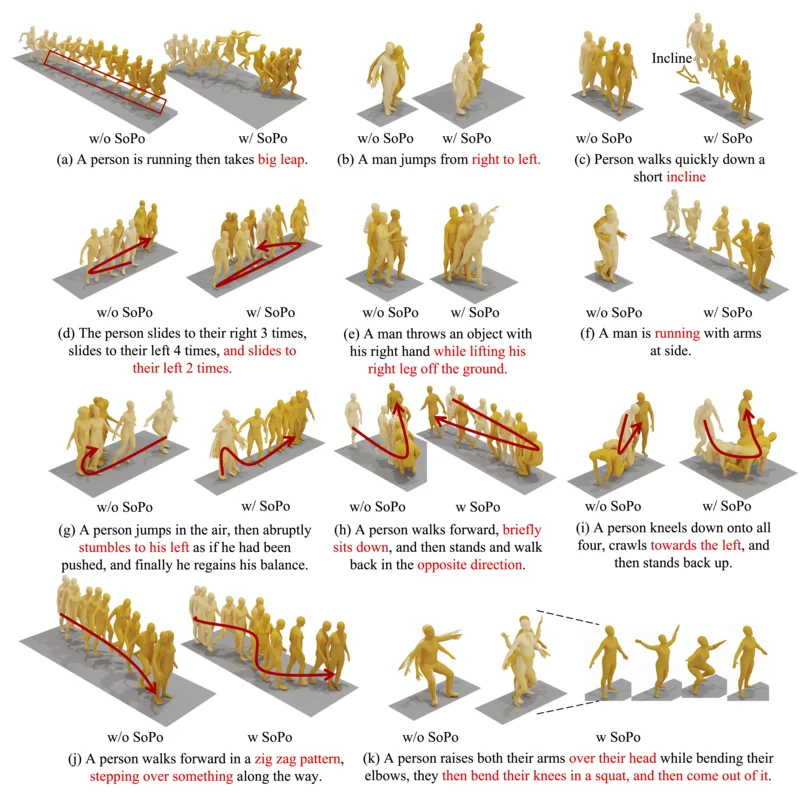 Incline
w/o SoPo
w/ SoPo
w/o SoPo
w/ SoPo
w/o SoPo
w/ SoPo
(a) A person is running then takes big leap.
(b) A man jumps from right to left.
(c) Person walks quickly down a
short incline
w/o SoPo
w/ SoPo
w/o SoPo
w/ SoPo
w/o SoPo
w/ SoPo
(d) The person slides to their right 3 times,
slides to their left 4 times, and slides to
their left 2 times.
(e) A man throws an object with
his right hand while lifting his
right leg off the ground.
(f) A man is running with arms
at side.
w/o SoPo
w/ SoPo
w/o SoPo
w SoPo
w/o SoPo
w/ SoPo
(g) A person jumps in the air, then abruptly
stumbles to his left as if he had been
pushed, and finally he regains his balance.
(h) A person walks forward, briefly
sits down, and then stands and walk
back in the opposite direction.
(i) A person kneels down onto all
four, crawls towards the left, and
then stands back up.
w/o SoPo
w SoPo
w/o SoPo
w SoPo
(j) A person walks forward in a zig zag pattern,
stepping over something along the way.
(k) A person raises both their arms over their head while bending their
elbows, they then bend their knees in a squat, and then come out of it.